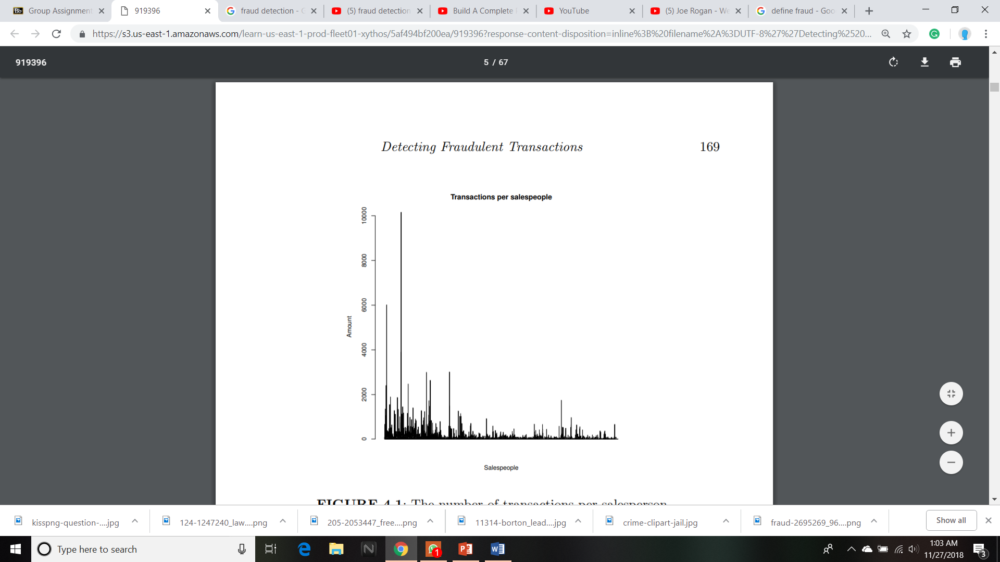 Bb Group Assignment
919396
fraud detection - G
(5) fraud detection
Build A Complete
YouTube
(5) Joe Rogan - We
define fraud - Goo
https://s3.us-east-1.amazonaws.com/learn-us-east-1-prod-fleet01-xythos/5af494bf200ea/919396?response-content-disposition=inline%3B%20filename%2A%3DUTF-8%27%27Detecting%2520...
919396
5 / 67
Detecting Fraudulent Transactions 169
Transactions per salespeople
10000
8000
6000
4000
2000
0
Amount
Salespeople
FIGURE 4.1: The number of transactions per salesperson
kisspng-question-....jpg
124-1247240_law....png
205-2053447_free....png
11314-borton_lead....jpg
crime-clipart-jail.jpg
fraud-2695269_96....png
Show all
Type here to search
1
1:03 AM
11/27/2018
3